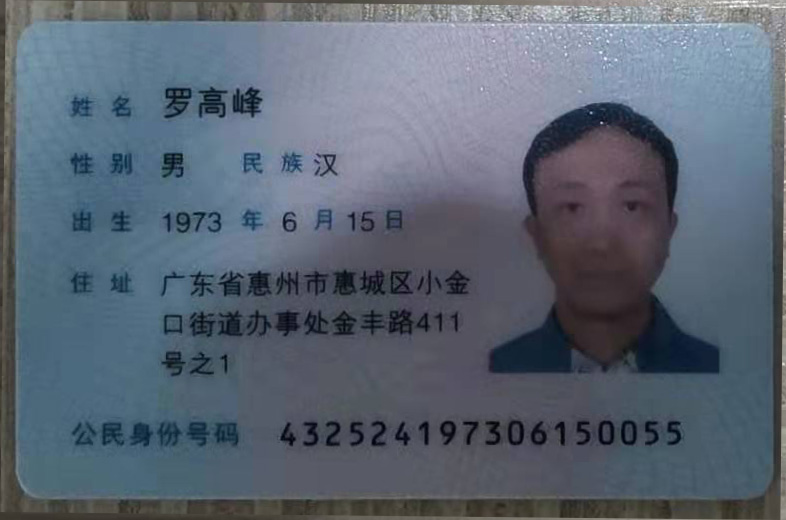 姓名 罗高峰
性别 男 民族 汉
出生 1973 年 6 月 15 日
住址 广东省惠州市惠城区小金
口街道办事处金丰路411
号之1
公民身份号码 432524197306150055